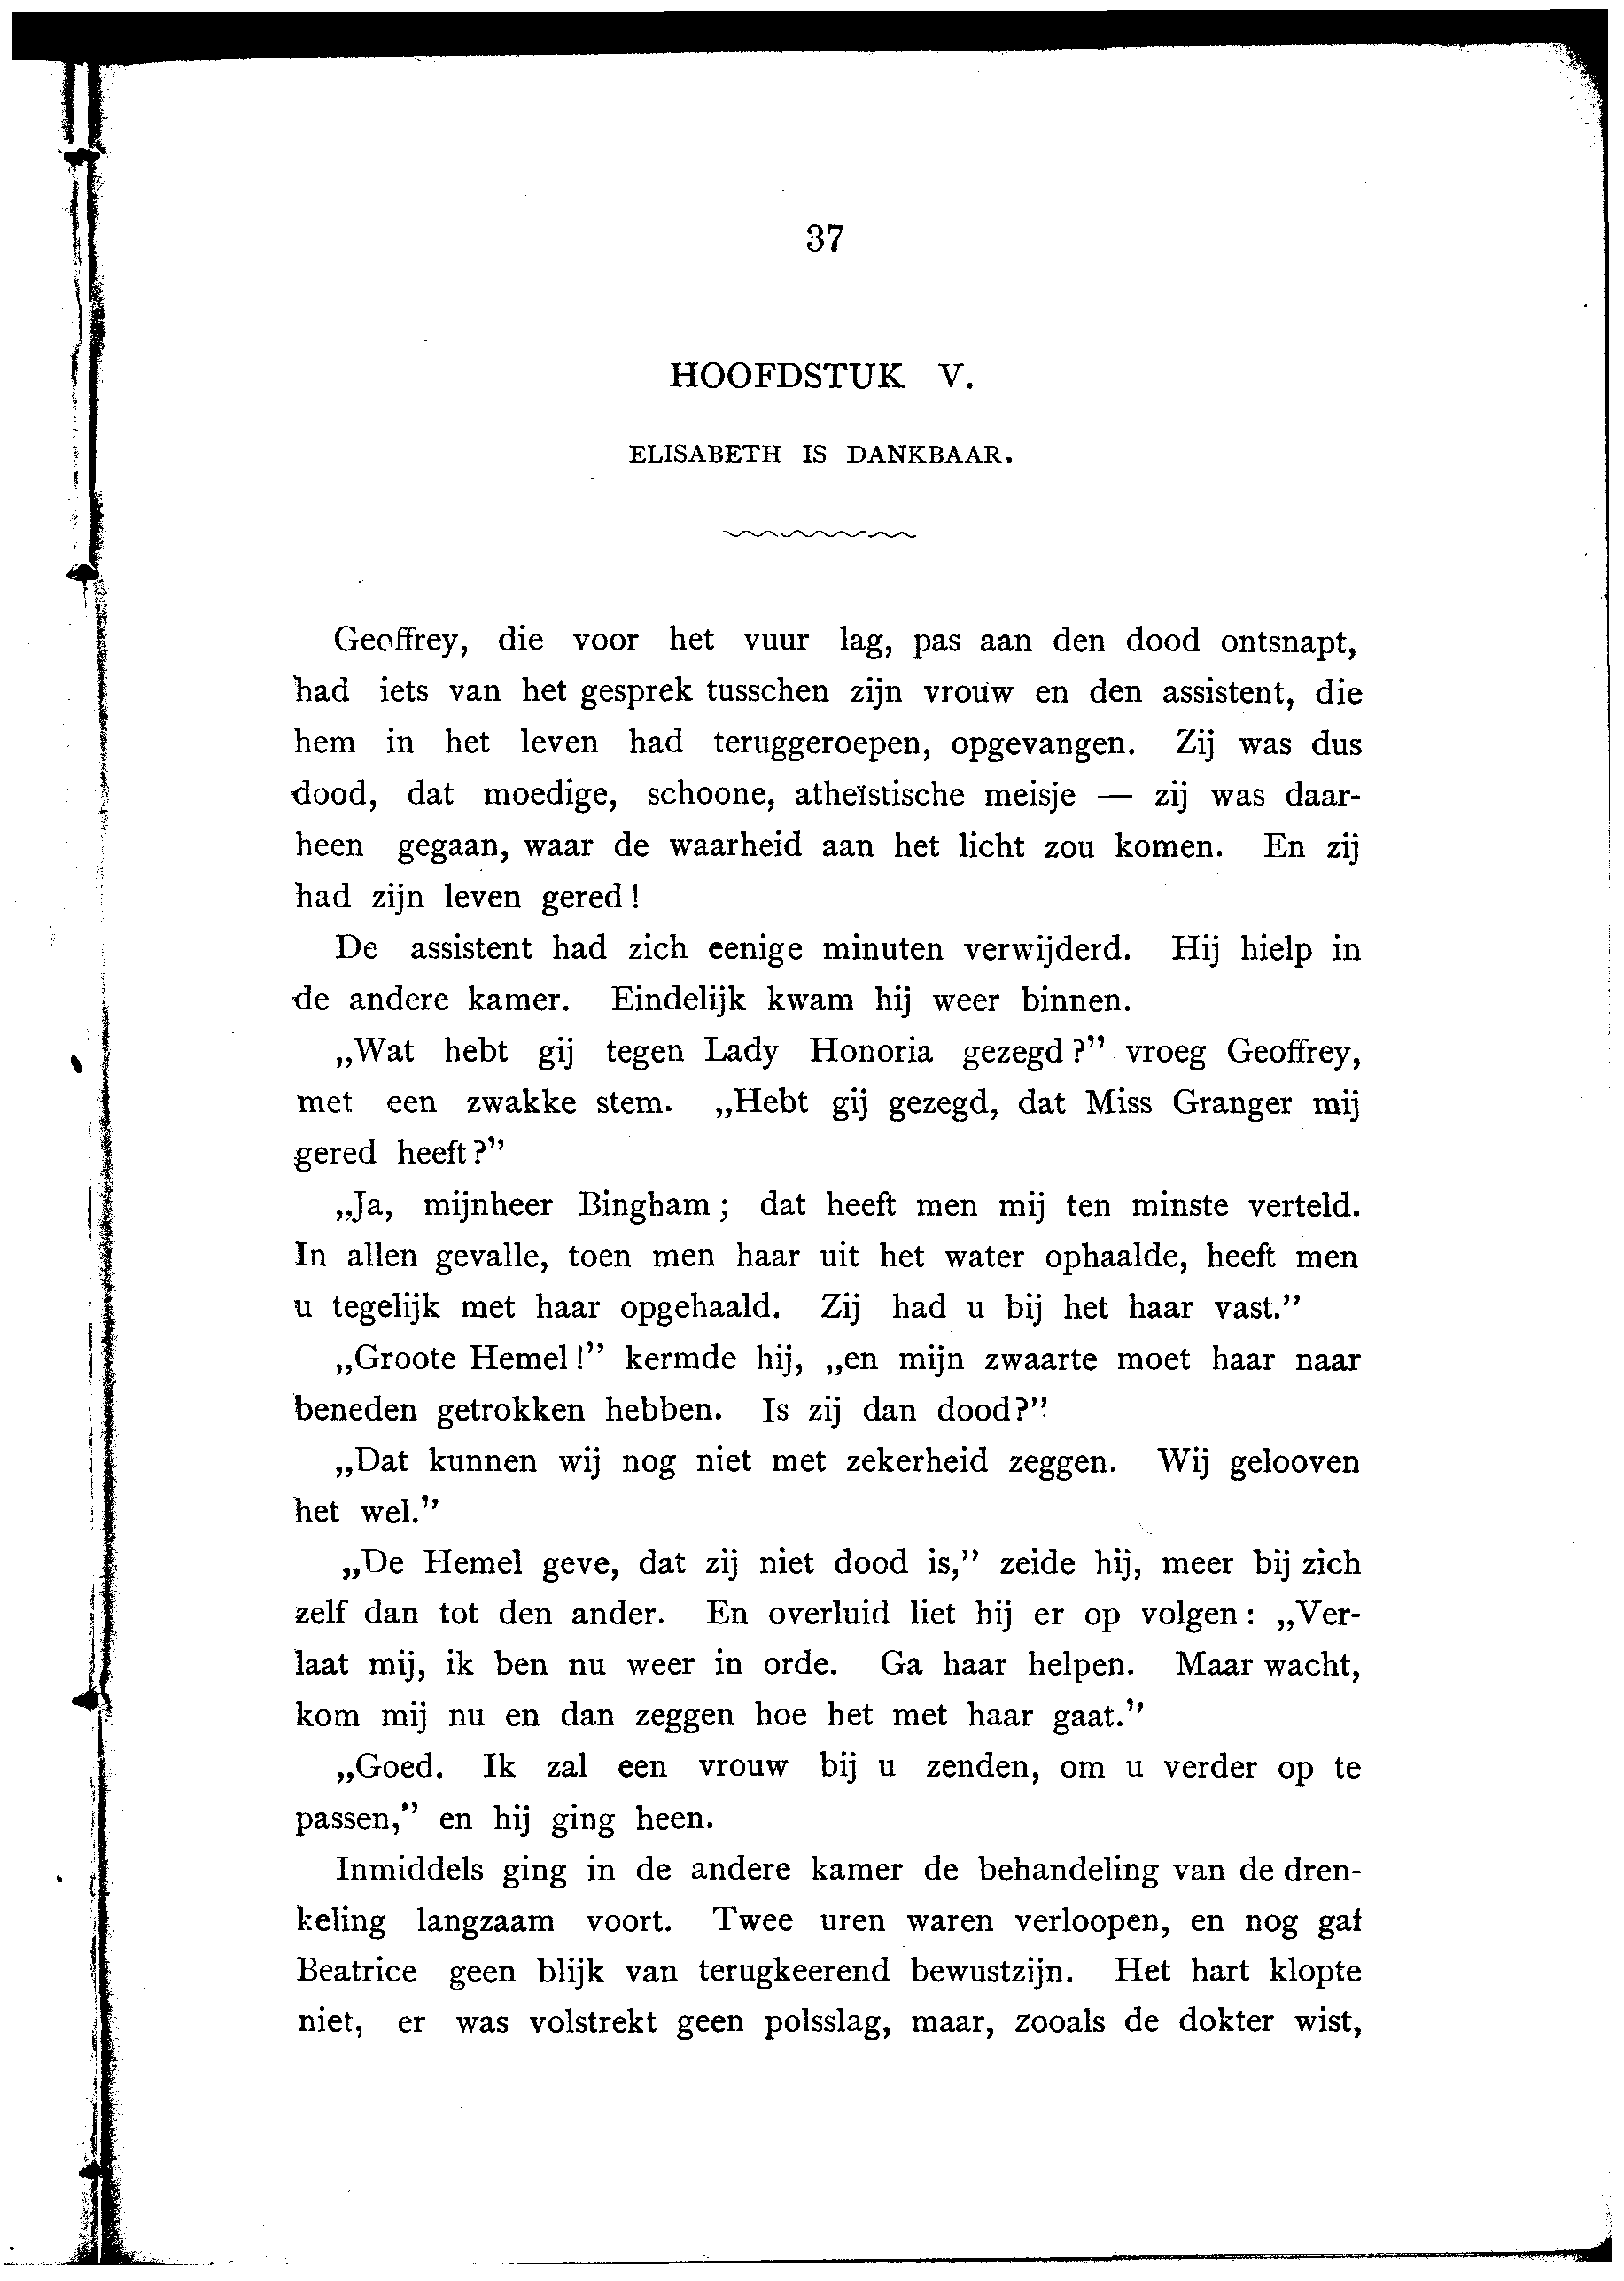 37
HOOFDSTUK V.
ELISABETH IS DANKBAAR.
Geoffrey, die voor het vuur lag, pas aan den dood ontsnapt,
had iets van het gesprek tusschen zijn vrouw en den assistent, die
hem in het leven had teruggeroepen, opgevangen. Zij was dus
dood, dat moedige, schoone, atheïstische meisje — zij was daar-
heen gegaan, waar de waarheid aan het licht zou komen. En zij
had zijn leven gered!
De assistent had zich eenige minuten verwijderd. Hij hielp in
de andere kamer. Eindelijk kwam hij weer binnen.
„Wat hebt gij tegen Lady Honoria gezegd?” vroeg Geoffrey,
met een zwakke stem. „Hebt gij gezegd, dat Miss Granger mij
gered heeft?”
„Ja, mijnheer Bingham; dat heeft men mij ten minste verteld.
In allen gevalle, toen men haar uit het water ophaalde, heeft men
u tegelijk met haar opgehaald. Zij had u bij het haar vast.”
„Groote Hemel!” kermde hij, „en mijn zwaarte moet haar naar
beneden getrokken hebben. Is zij dan dood?”
„Dat kunnen wij nog niet met zekerheid zeggen. Wij gelooven
het wel.”
„De Hemel geve, dat zij niet dood is,” zeide hij, meer bij zich
zelf dan tot den ander. En overluid liet hij er op volgen: „Ver-
laat mij, ik ben nu weer in orde. Ga haar helpen. Maar wacht,
kom mij nu en dan zeggen hoe het met haar gaat.”
„Goed. Ik zal een vrouw bij u zenden, om u verder op te
passen,” en hij ging heen.
Inmiddels ging in de andere kamer de behandeling van de dren-
keling langzaam voort. Twee uren waren verloopen, en nog gaf
Beatrice geen blijk van terugkeerend bewustzijn. Het hart klopte
niet, er was volstrekt geen polsslag, maar, zooals de dokter wist,